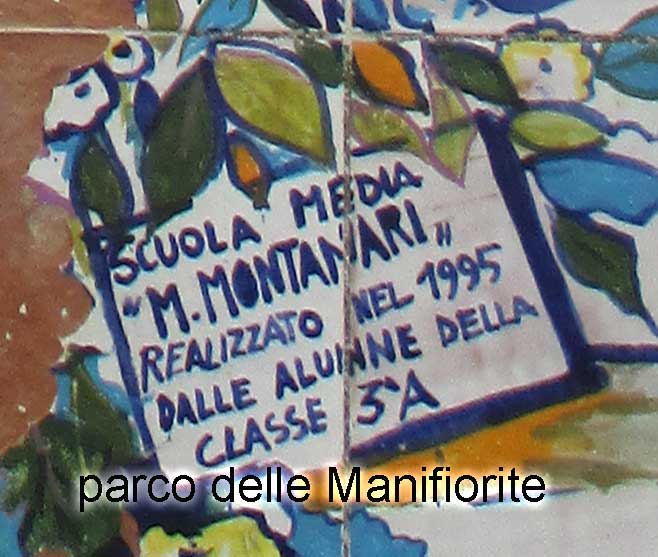 SCUOLA MEDIA
"M. MONTANARI"
REALIZZATO NEL 1995
DALLE ALUNNE DELLA
CLASSE 3ªA
parco delle Manifiorite